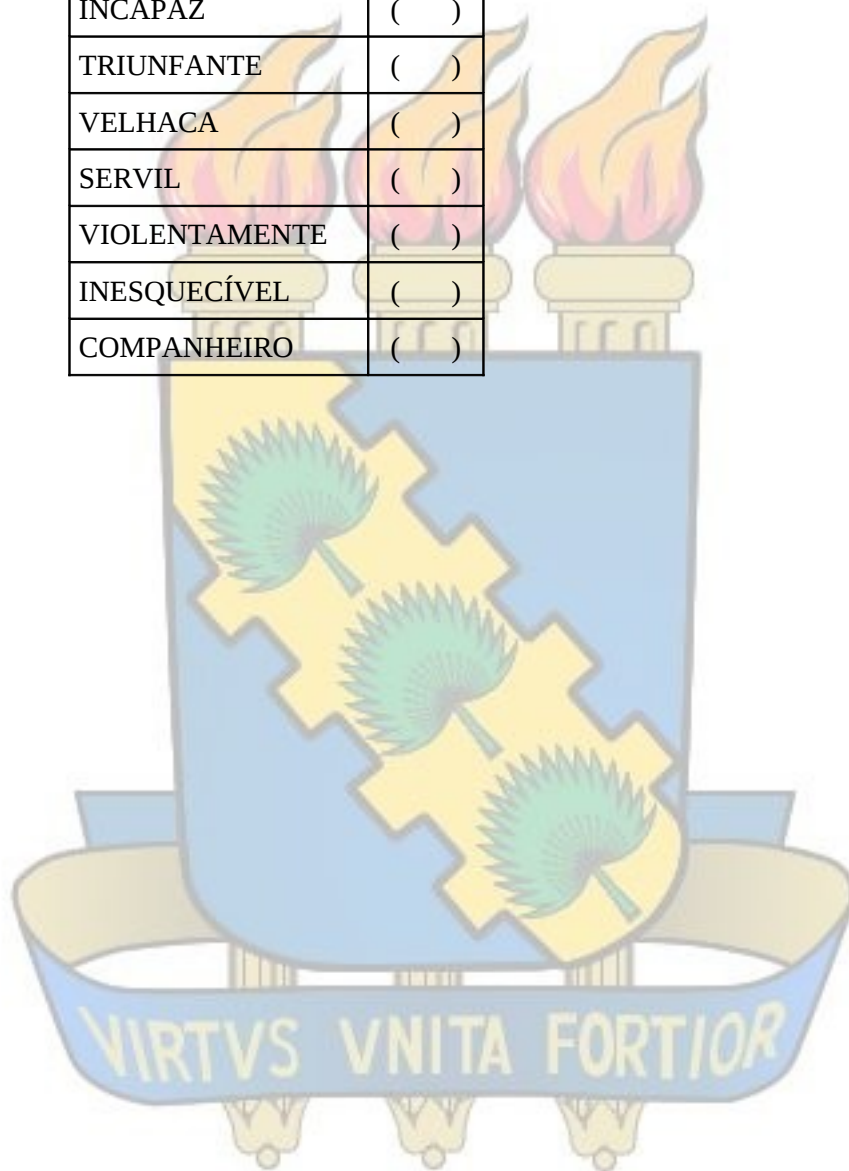 INCAPAZ ( )
TRIUNFANTE ( )
VELHACA ( )
SERVIL ( )
VIOLENTAMENTE ( )
INESQUECÍVEL ( )
COMPANHEIRO ( )
VIRTVS VNITA FORTIOR